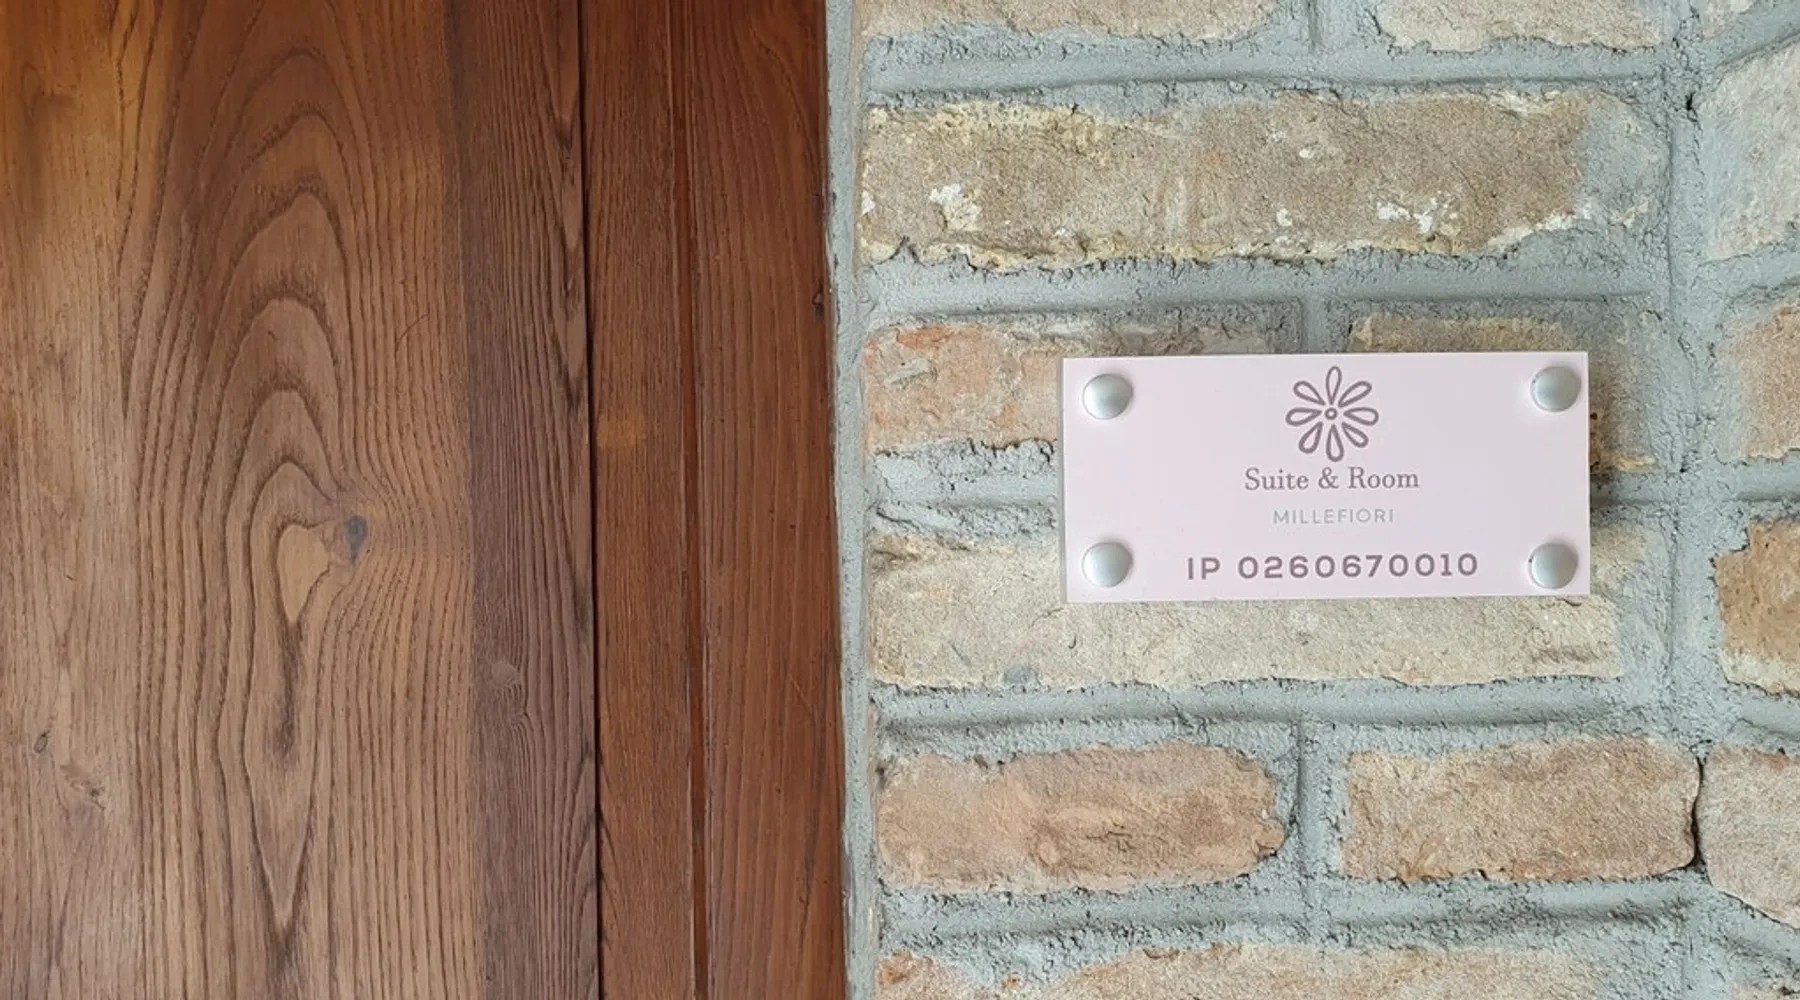 Suite & Room
MILLEFIORI
IP 0260670010